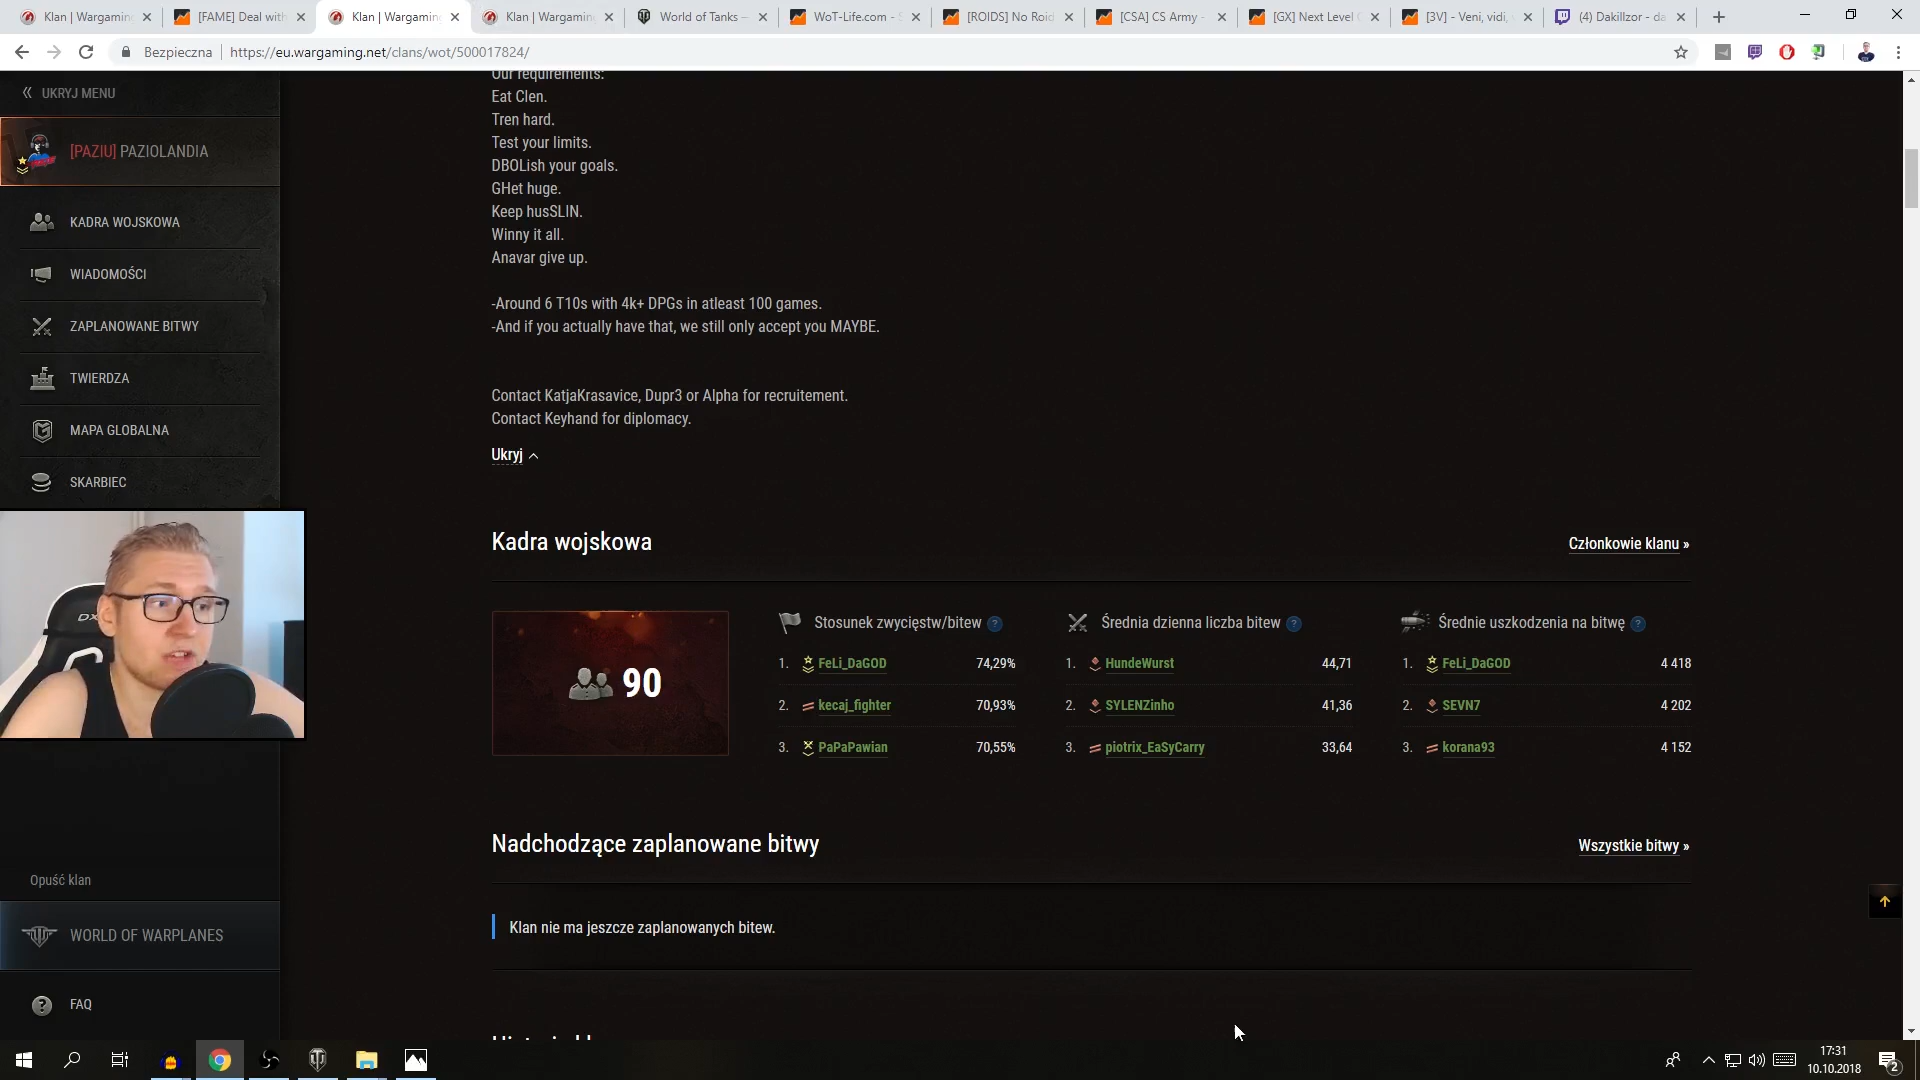 Klan | Wargaming
[FAME] Deal with
Klan | Wargaming
Klan | Wargaming
World of Tanks –
WoT-Life.com - S
[ROIDS] No Roid
[CSA] CS Army -
[GX] Next Level
[3V] - Veni, vidi,
(4) Dakillzor - da
Bezpieczna
https://eu.wargaming.net/clans/wot/500017824/
UKRYJ MENU
[PAZIU] PAZIOLANDIA
KADRA WOJSKOWA
WIADOMOŚCI
ZAPLANOWANE BITWY
TWIERDZA
MAPA GLOBALNA
SKARBIEC
Opuść klan
WORLD OF WARPLANES
FAQ
Our requirements:
Eat Clen.
Tren hard.
Test your limits.
DBOLish your goals.
GHet huge.
Keep husSLIN.
Winny it all.
Anavar give up.
-Around 6 T10s with 4k+ DPGs in atleast 100 games.
-And if you actually have that, we still only accept you MAYBE.
Contact KatjaKrasavice, Dupr3 or Alpha for recruitement.
Contact Keyhand for diplomacy.
Ukryj
Kadra wojskowa
Członkowie klanu »
90
Stosunek zwycięstw/bitew ?
1. FeLi_DaGOD 74,29%
2. kecaj_fighter 70,93%
3. PaPaPawian 70,55%
Średnia dzienna liczba bitew ?
1. HundeWurst 44,71
2. SYLENZinho 41,36
3. piotrix_EaSyCarry 33,64
Średnie uszkodzenia na bitwę ?
1. FeLi_DaGOD 4 418
2. SEVN7 4 202
3. korana93 4 152
Nadchodzące zaplanowane bitwy
Wszystkie bitwy »
Klan nie ma jeszcze zaplanowanych bitew.
DX
17:31
10.10.2018
2